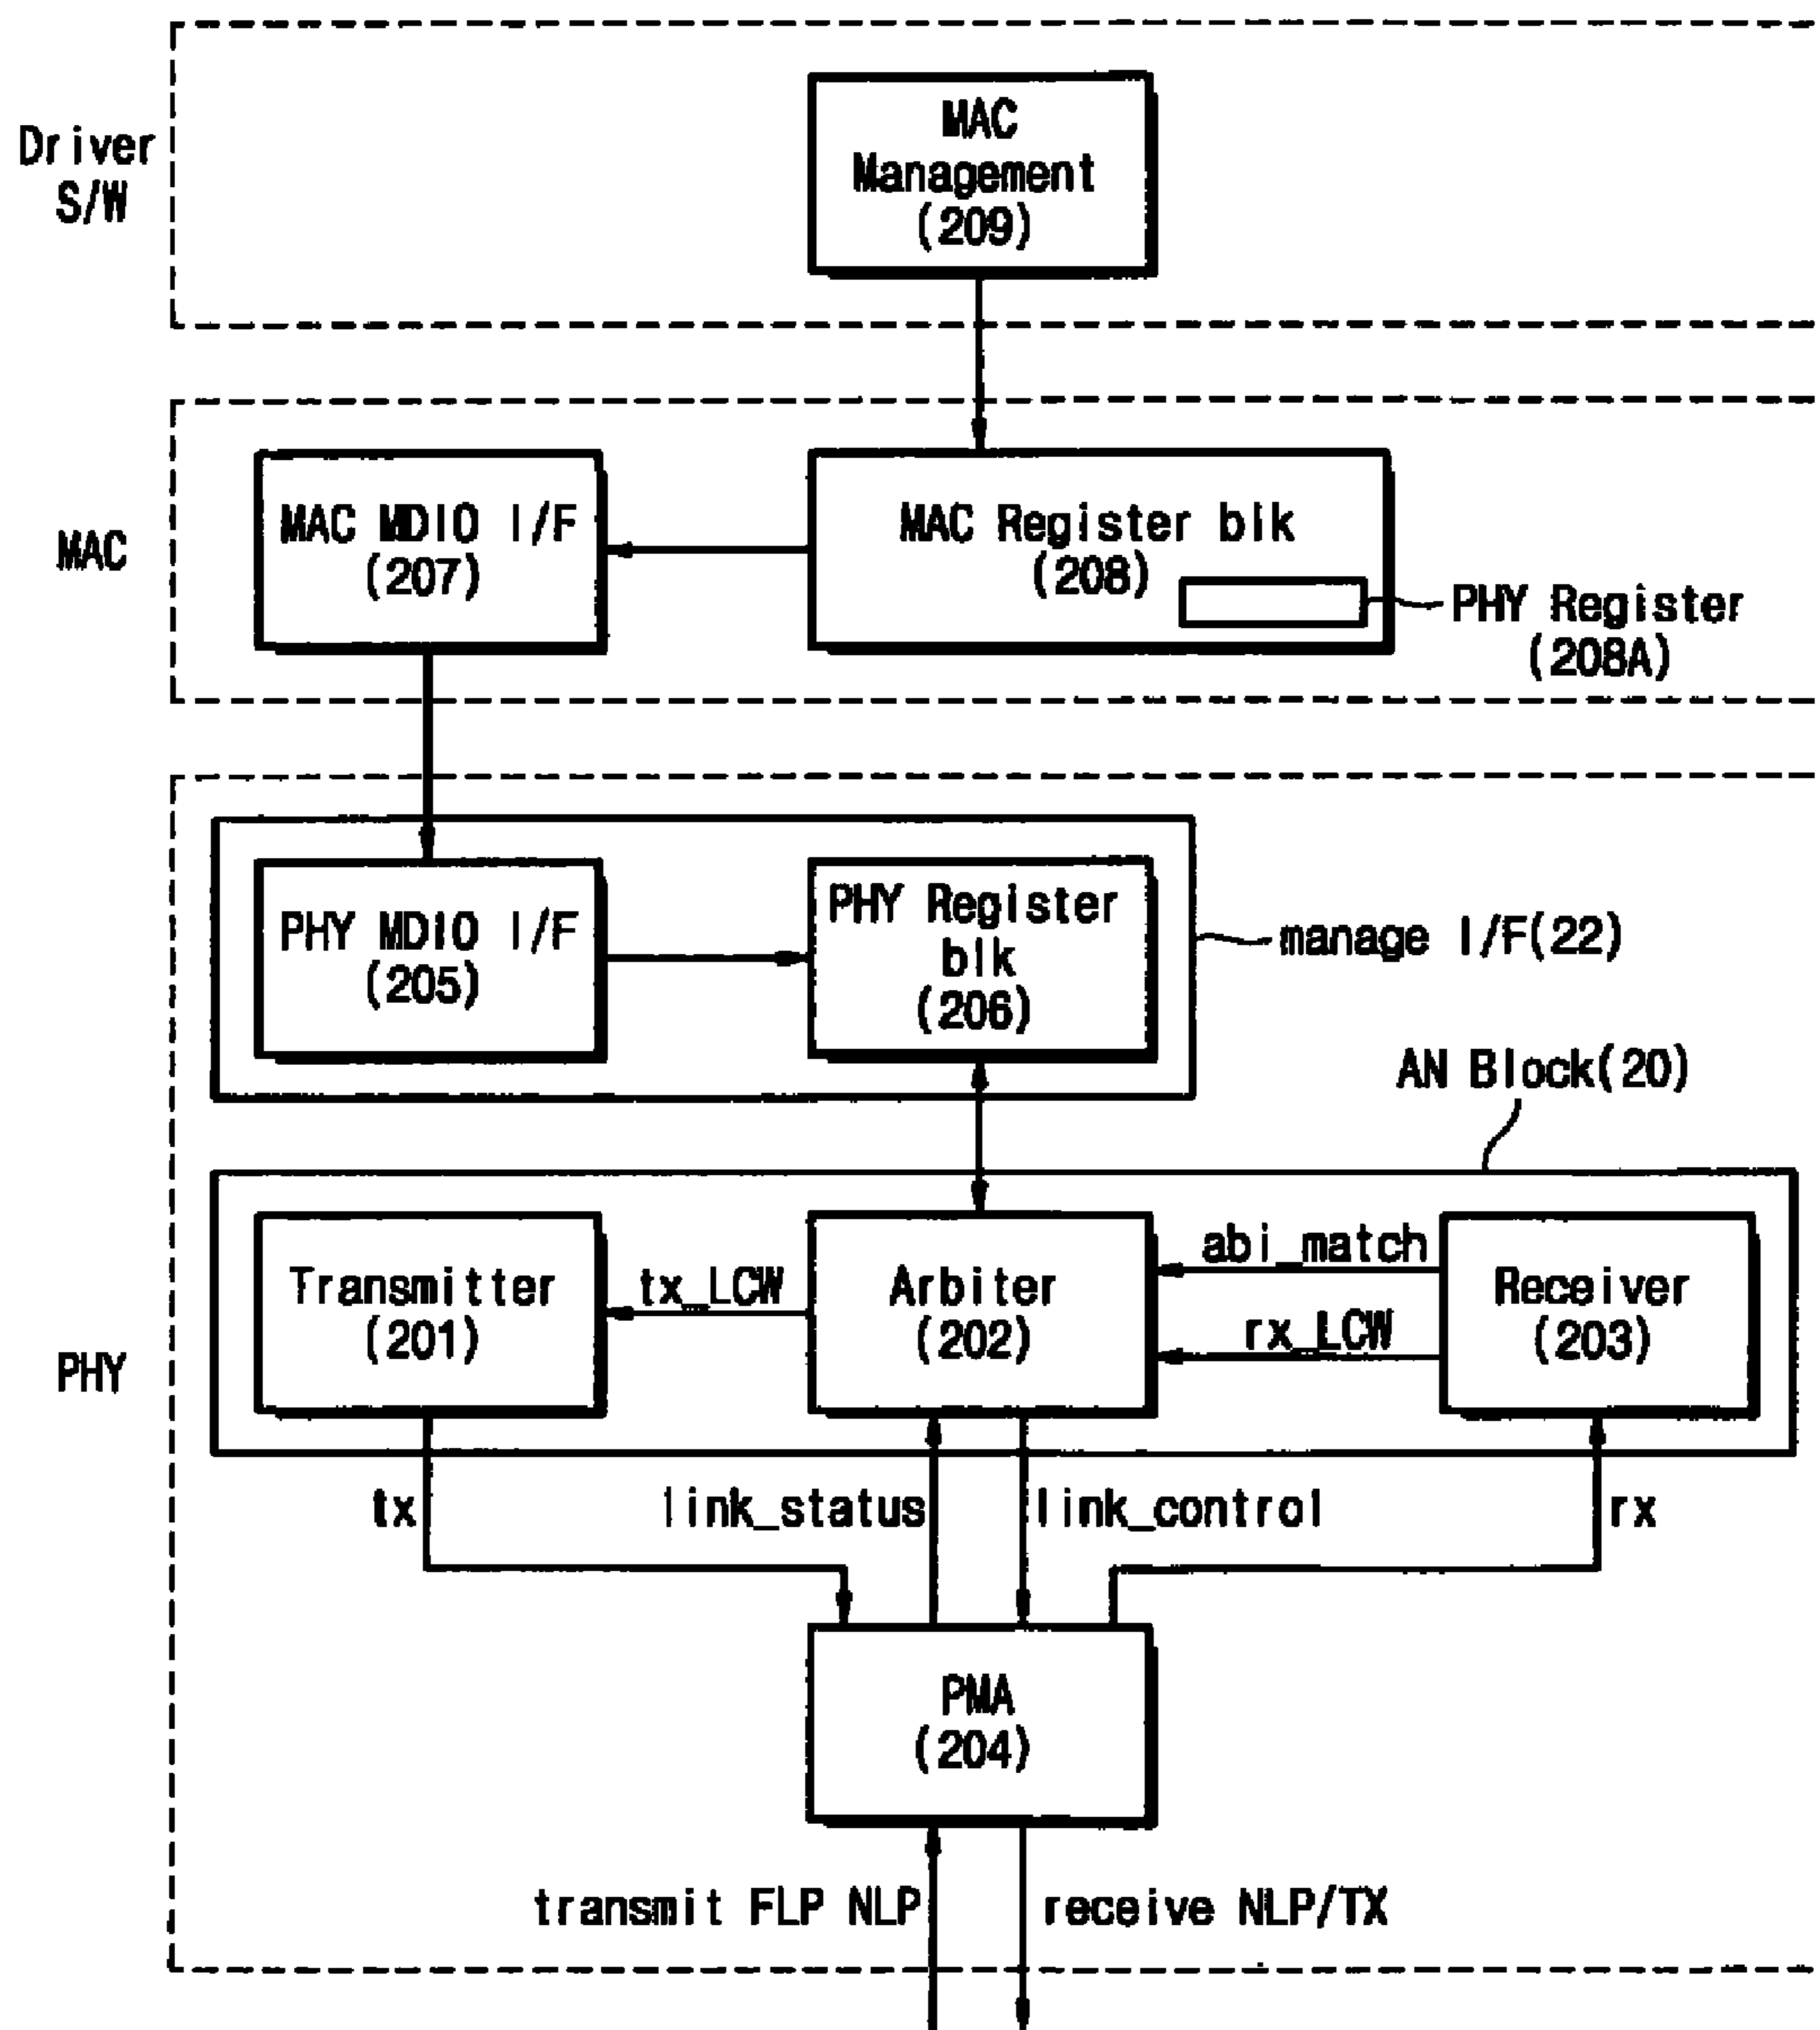 Driver
S/W
MAC
Management
(209)
MAC
MAC MDIO I/F
(207)
MAC Register blk
(208)
PHY Register
(208A)
PHY
PHY MDIO I/F
(205)
PHY Register
blk
(206)
manage I/F(22)
AN Block(20)
Transmitter
(201)
tx_LCW
Arbiter
(202)
abi_match
rx_LCW
Receiver
(203)
tx
link_status
link_control
rx
PMA
(204)
transmit FLP NLP
receive NLP/TX